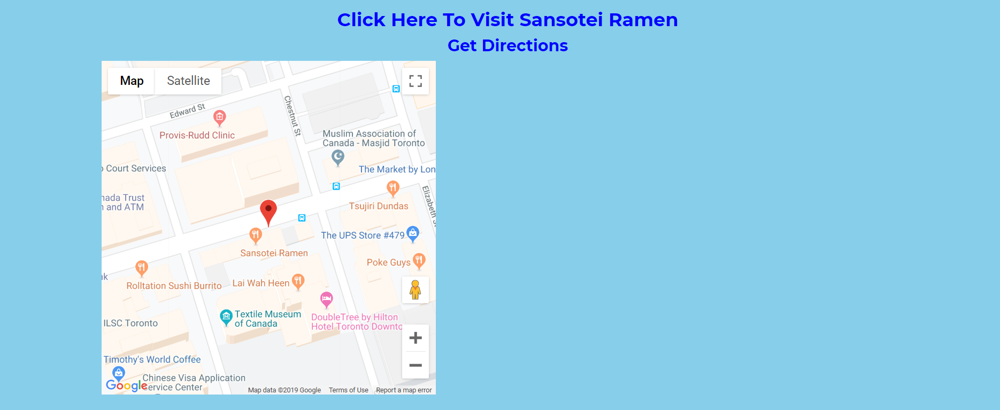 Click Here To Visit Sansotei Ramen
Get Directions
Map
Satellite
Edward St
Chestnut St
Provis-Rudd Clinic
Muslim Association of
Canada - Masjid Toronto
Court Services
The Market by Lon
nada Trust
and ATM
Elizabeth St
Tsujiri Dundas
The UPS Store #479
Sansotei Ramen
Poke Guys
Rolltation Sushi Burrito
Lai Wah Heen
Textile Museum
of Canada
DoubleTree by Hilton
Hotel Toronto Downto
ILSC Toronto
Timothy's World Coffee
Chinese Visa Application
Service Center
Google
Map data ©2019 Google
Terms of Use
Report a map error